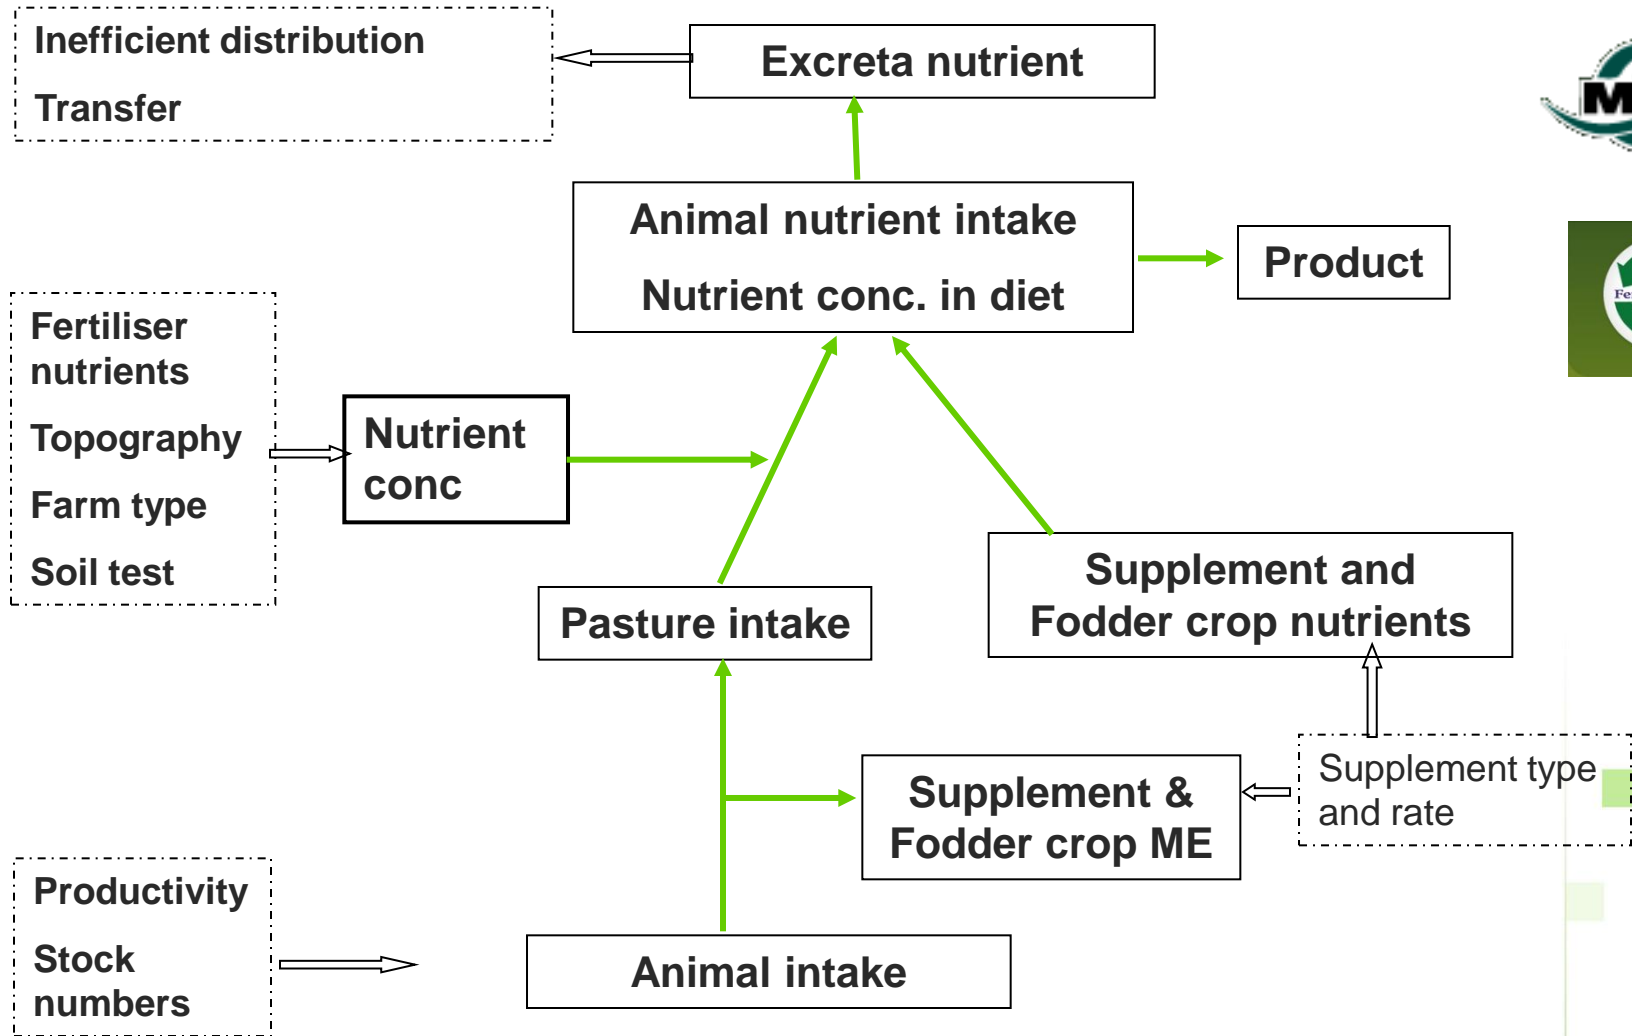 Inefficient distribution
Transfer
Excreta nutrient
Animal nutrient intake
Nutrient conc. in diet
Product
Fertiliser
nutrients
Topography
Farm type
Soil test
Nutrient
conc
Pasture intake
Supplement and
Fodder crop nutrients
Supplement &
Fodder crop ME
Supplement type
and rate
Productivity
Stock
numbers
Animal intake